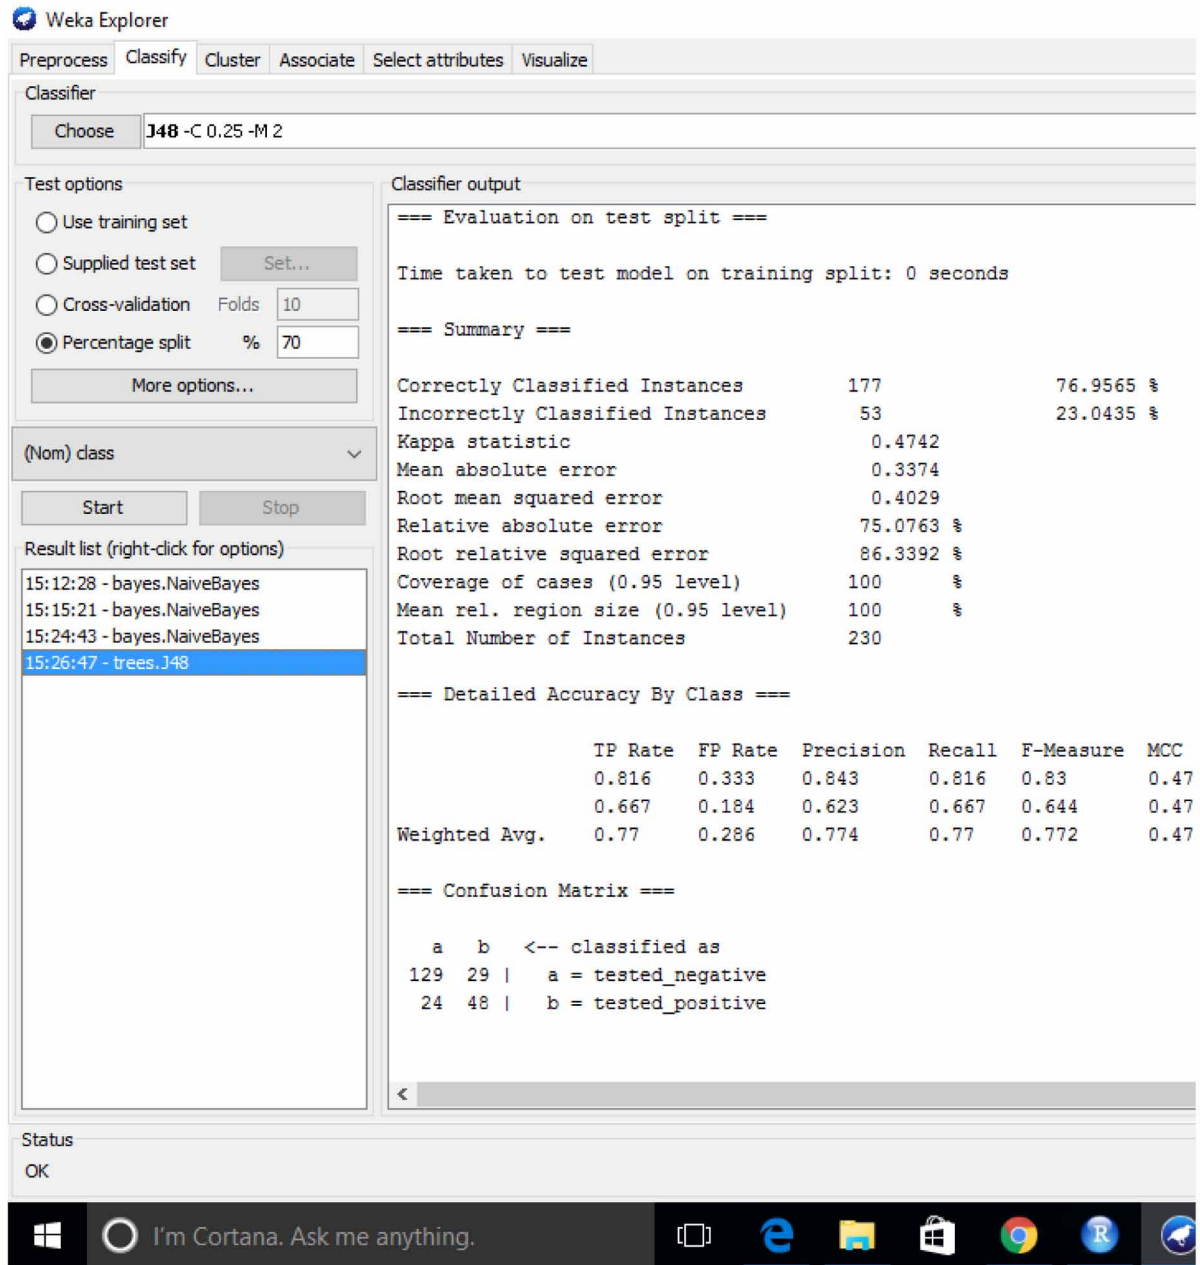 Weka Explorer
Preprocess Classify Cluster Associate Select attributes Visualize
Classifier
Choose J48 -C 0.25 -M 2
Test options
Use training set
Supplied test set Set...
Cross-validation Folds 10
Percentage split % 70
More options...
(Nom) class
Start Stop
Result list (right-click for options)
15:12:28 - bayes.NaiveBayes
15:15:21 - bayes.NaiveBayes
15:24:43 - bayes.NaiveBayes
15:26:47 - trees.J48
Classifier output
=== Evaluation on test split ===
Time taken to test model on training split: 0 seconds
=== Summary ===
Correctly Classified Instances 177 76.9565 %
Incorrectly Classified Instances 53 23.0435 %
Kappa statistic 0.4742
Mean absolute error 0.3374
Root mean squared error 0.4029
Relative absolute error 75.0763 %
Root relative squared error 86.3392 %
Coverage of cases (0.95 level) 100 %
Mean rel. region size (0.95 level) 100 %
Total Number of Instances 230
=== Detailed Accuracy By Class ===
TP Rate FP Rate Precision Recall F-Measure MCC
0.816 0.333 0.843 0.816 0.83 0.47
0.667 0.184 0.623 0.667 0.644 0.47
Weighted Avg. 0.77 0.286 0.774 0.77 0.772 0.47
=== Confusion Matrix ===
a b <-- classified as
129 29 | a = tested_negative
24 48 | b = tested_positive
Status
OK
I'm Cortana. Ask me anything.
R